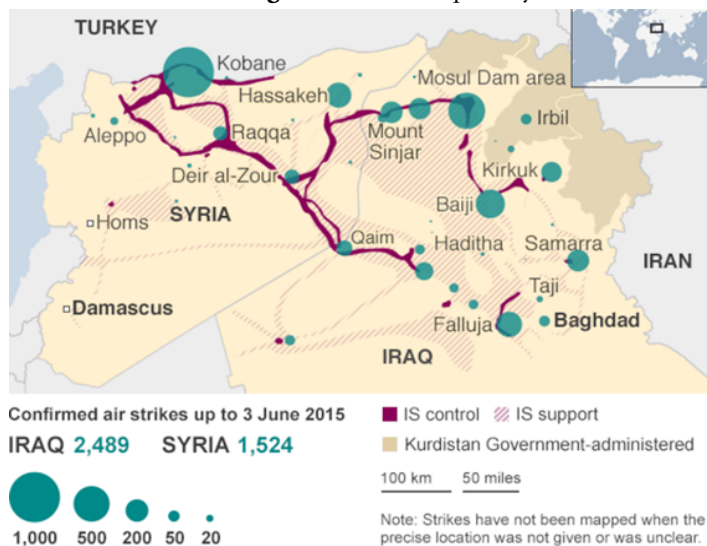 TURKEY
Kobane
Hassakeh
Mosul Dam area
Aleppo
Raqqa
Mount
Sinjar
Irbil
Deir al-Zour
Kirkuk
SYRIA
Baiji
Homs
Qaim
Haditha
Samarra
IRAN
Damascus
Taji
Falluja
Baghdad
IRAQ
Confirmed air strikes up to 3 June 2015
IRAQ 2,489 SYRIA 1,524
1,000 500 200 50 20
IS control IS support
Kurdistan Government-administered
100 km 50 miles
Note: Strikes have not been mapped when the
precise location was not given or was unclear.